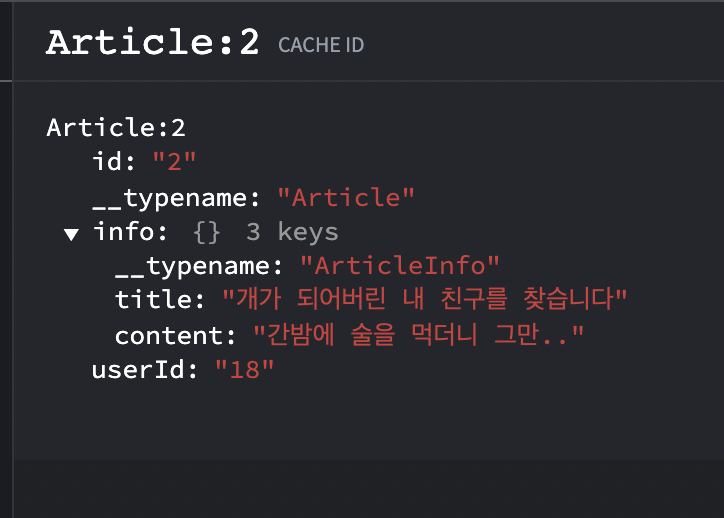 Article:2 CACHE ID
Article:2
id: "2"
__typename: "Article"
▼ info: {} 3 keys
__typename: "ArticleInfo"
title: "개가 되어버린 내 친구를 찾습니다"
content: "간밤에 술을 먹더니 그만.."
userId: "18"